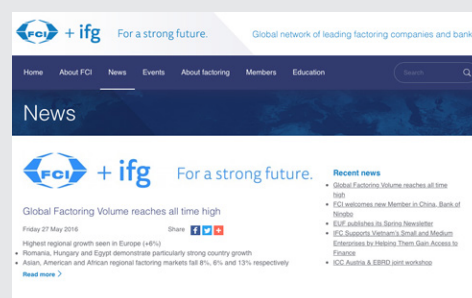 FCI + ifg For a strong future. Global network of leading factoring companies and bank
Home About FCI News Events About factoring Members Education Search
News
FCI + ifg For a strong future.
Global Factoring Volume reaches all time high
Friday 27 May 2016 Share
Highest regional growth seen in Europe (+6%)
• Romania, Hungary and Egypt demonstrate particularly strong country growth
• Asian, American and African regional factoring markets fall 8%, 6% and 13% respectively
Read more >
Recent news
• Global Factoring Volume reaches all time
high
• FCI welcomes new Member in China, Bank of
Ningbo
• EUF publishes its Spring Newsletter
• IFC Supports Vietnam's Small and Medium
Enterprises by Helping Them Gain Access to
Finance
• ICC Austria & EBRD joint workshop